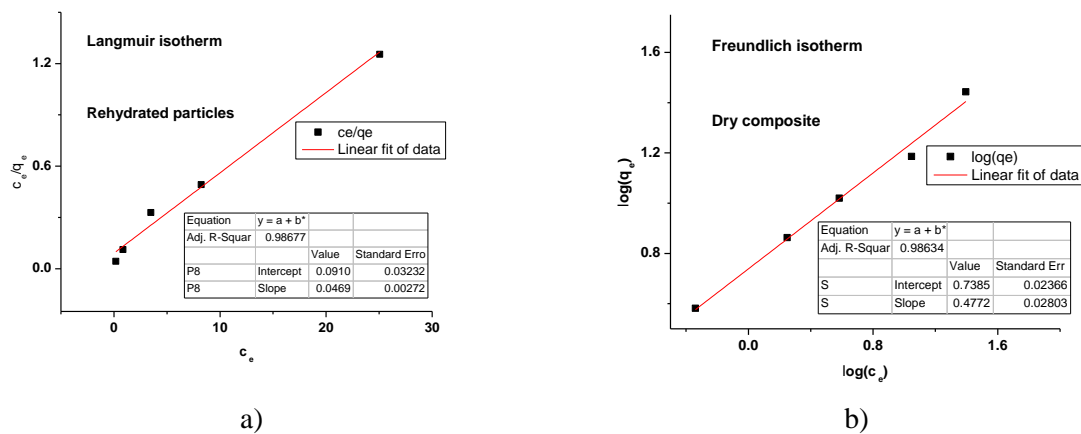 Langmuir isotherm
Rehydrated particles
1.2
0.6
0.0
c_e/q_e
ce/qe
Linear fit of data
Equation y = a + b*
Adj. R-Squar 0.98677
Value Standard Erro
P8 Intercept 0.0910 0.03232
P8 Slope 0.0469 0.00272
0 10 20 30
c_e
a)
Freundlich isotherm
Dry composite
1.6
1.2
0.8
log(q_e)
log(qe)
Linear fit of data
Equation y = a + b*
Adj. R-Squar 0.98634
Value Standard Err
S Intercept 0.7385 0.02366
S Slope 0.4772 0.02803
0.0 0.8 1.6
log(c_e)
b)